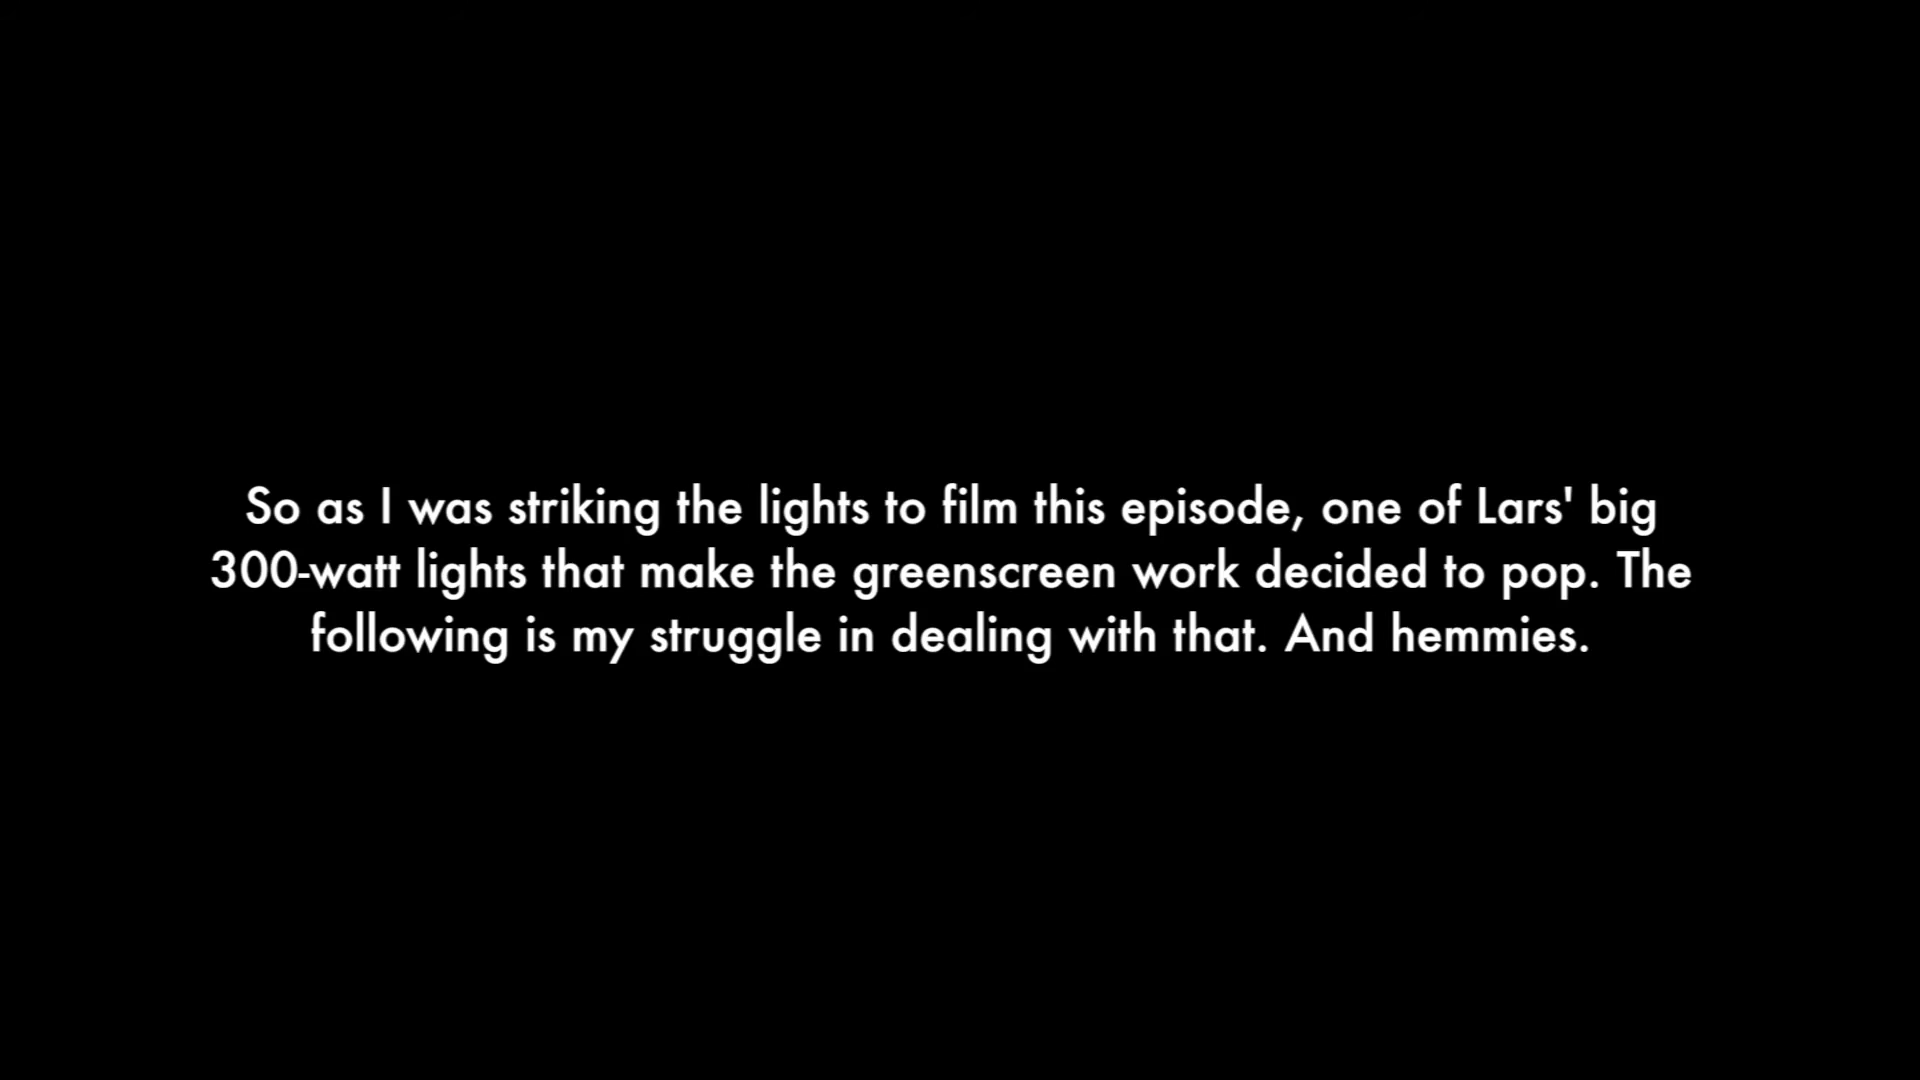 So as I was striking the lights to film this episode, one of Lars' big
300-watt lights that make the greenscreen work decided to pop. The
following is my struggle in dealing with that. And hemmies.